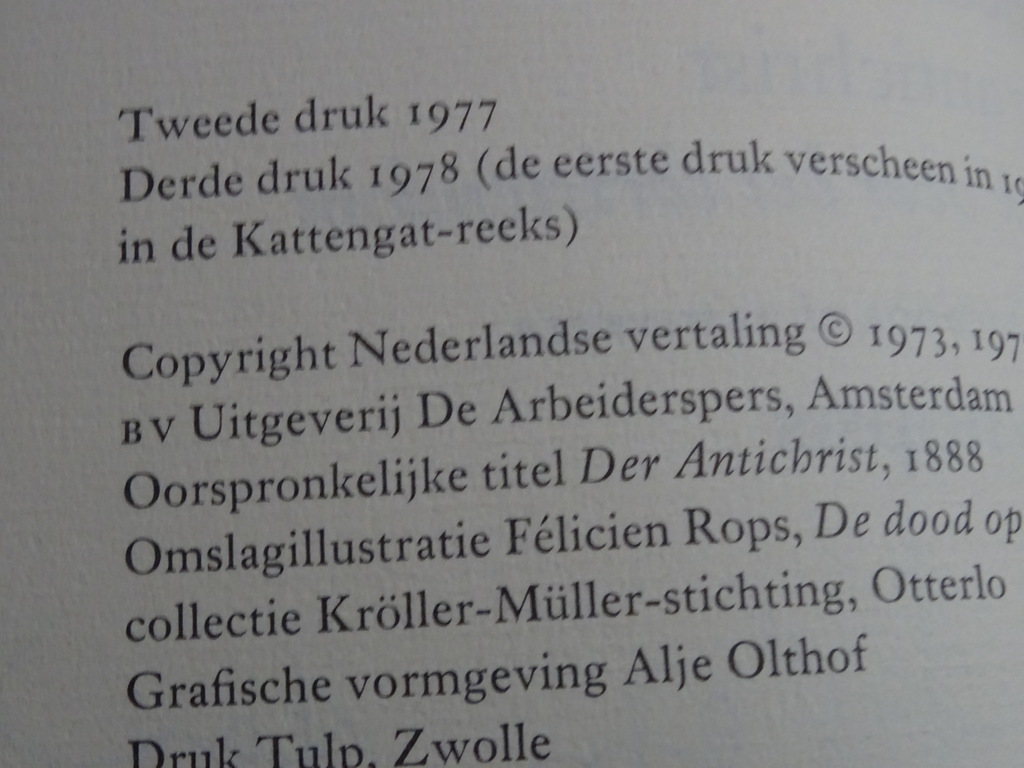 Tweede druk 1977
Derde druk 1978 (de eerste druk verscheen in
in de Kattengat-reeks)
Copyright Nederlandse vertaling © 1973,
BV Uitgeverij De Arbeiderspers, Amsterdam
Oorspronkelijke titel Der Antichrist, 1888
Omslagillustratie Félicien Rops, De dood op
collectie Kröller-Müller-stichting, Otterlo
Grafische vormgeving Alje Olthof
Druk Tulp, Zwolle